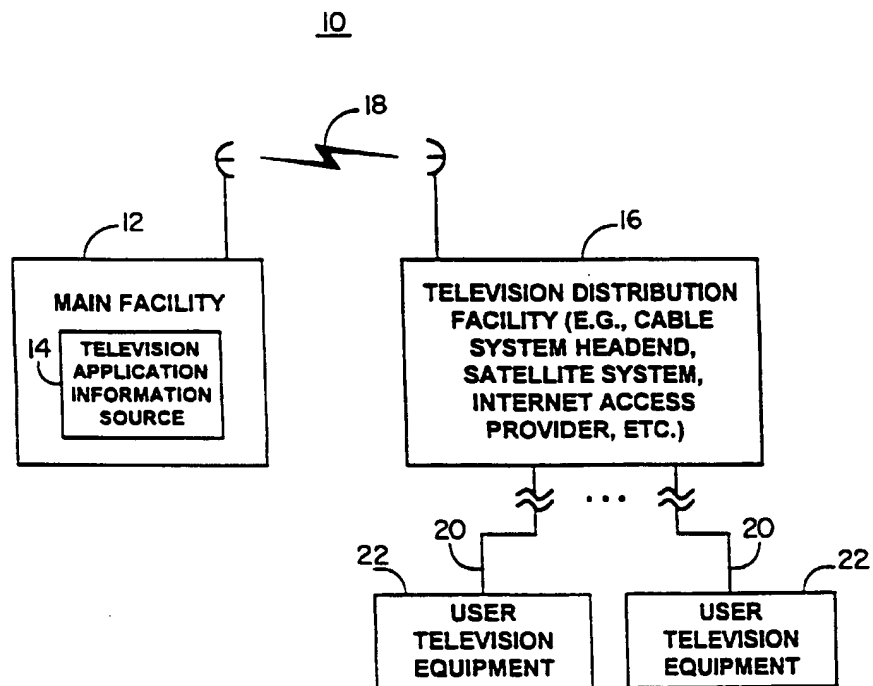 10
18
12
16
MAIN FACILITY
14
TELEVISION
APPLICATION
INFORMATION
SOURCE
TELEVISION DISTRIBUTION
FACILITY (E.G., CABLE
SYSTEM HEADEND,
SATELLITE SYSTEM,
INTERNET ACCESS
PROVIDER, ETC.)
...
20
20
22
22
USER
TELEVISION
EQUIPMENT
USER
TELEVISION
EQUIPMENT